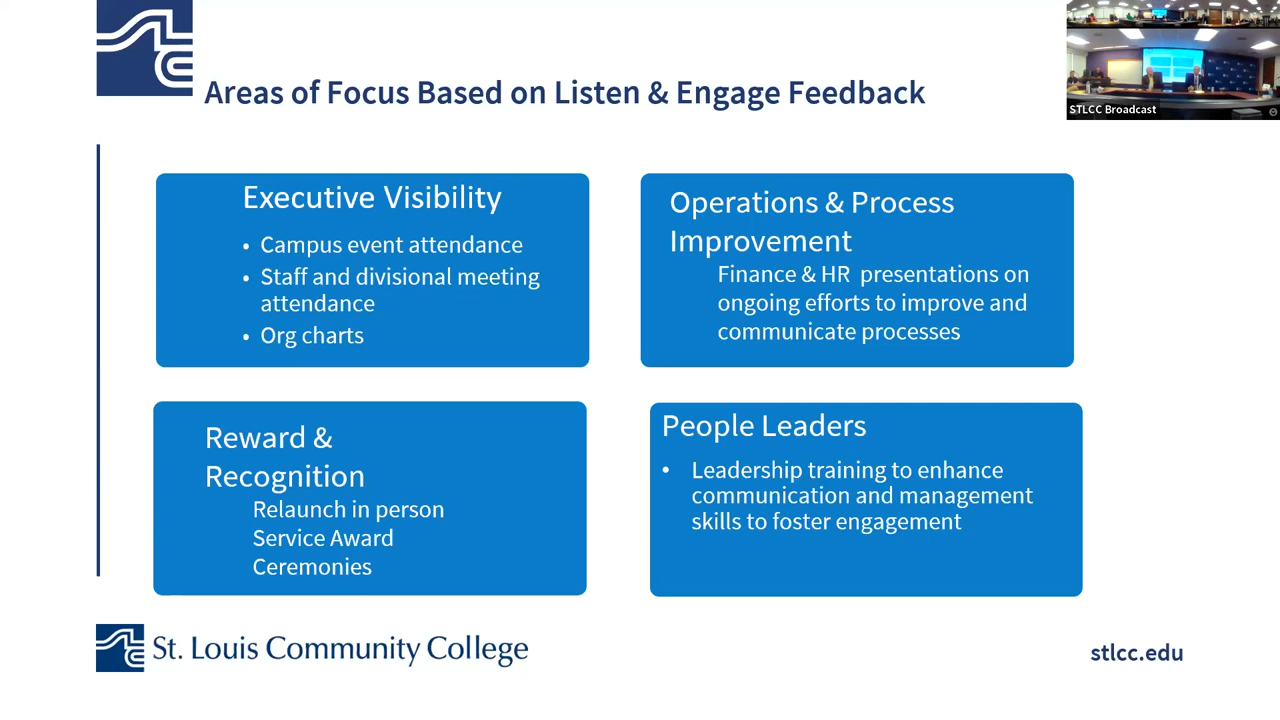 Areas of Focus Based on Listen & Engage Feedback
STLCC Broadcast
Executive Visibility
• Campus event attendance
• Staff and divisional meeting
attendance
• Org charts
Operations & Process
Improvement
Finance & HR presentations on
ongoing efforts to improve and
communicate processes
Reward &
Recognition
Relaunch in person
Service Award
Ceremonies
People Leaders
• Leadership training to enhance
communication and management
skills to foster engagement
St. Louis Community College
stlcc.edu